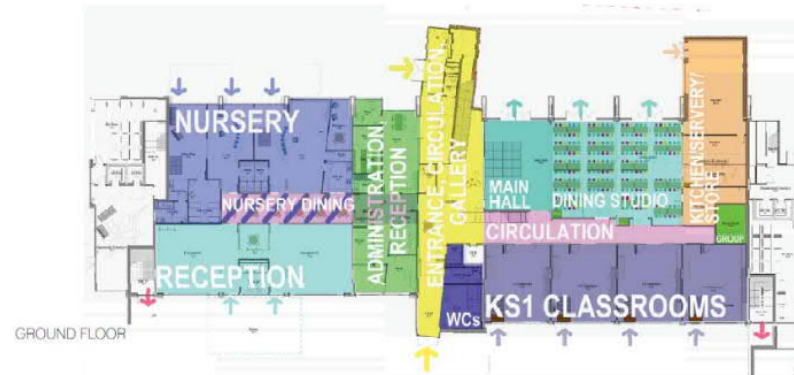 NURSERY
NURSERY DINING
RECEPTION
ADMINISTRATION,
RECEPTION
ENTRANCE, CIRCULATION,
GALLERY
MAIN
HALL
DINING STUDIO
KITCHEN/SERVERY/
STORE
CIRCULATION
GROUP
WCs
KS1 CLASSROOMS
GROUND FLOOR